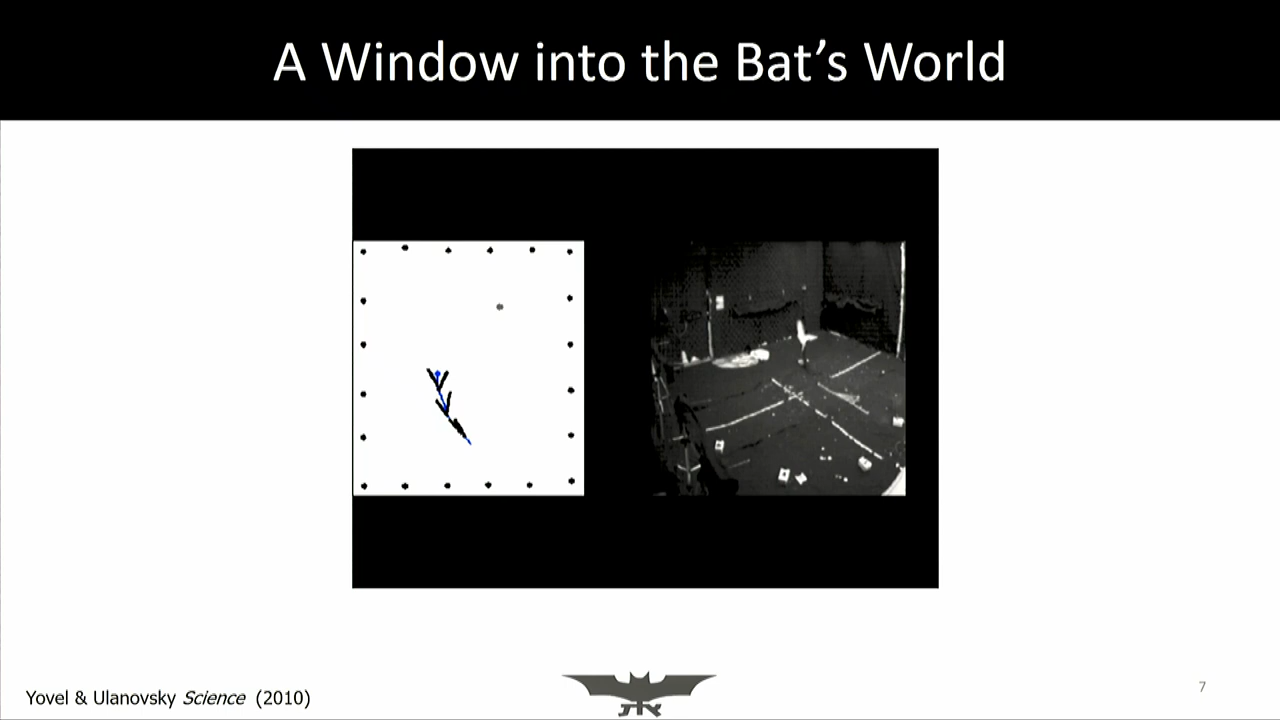 A Window into the Bat’s World
Yovel & Ulanovsky Science (2010)
7